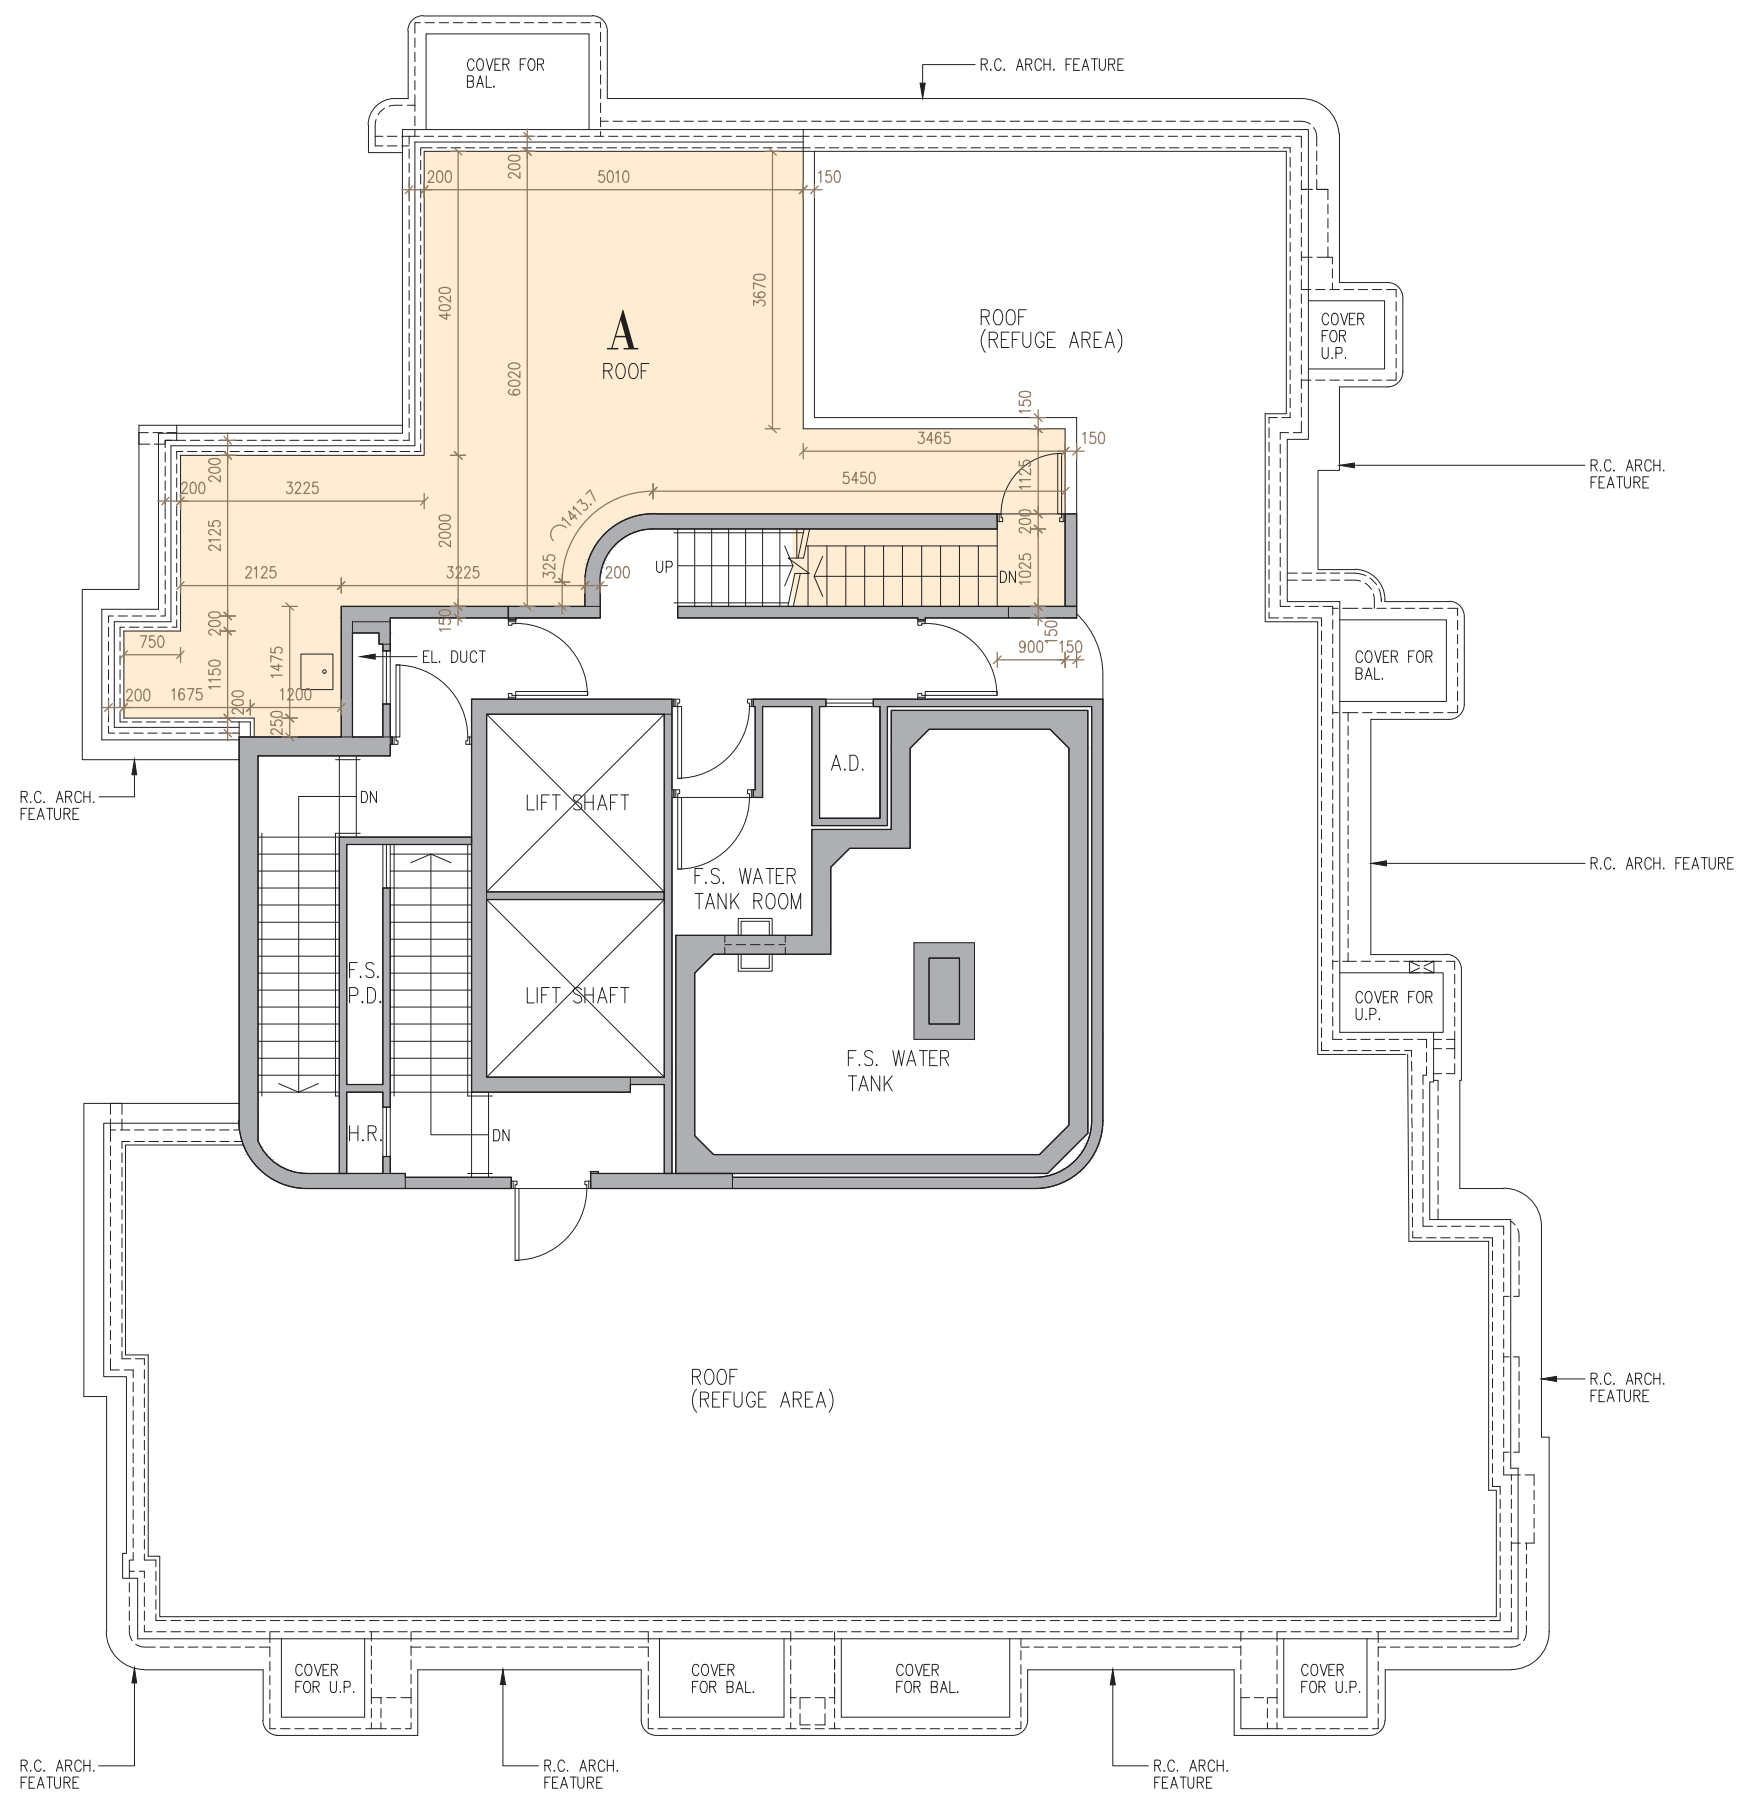 COVER FOR
BAL.
R.C. ARCH. FEATURE
200
200
5010
150
4020
6020
3670
A
ROOF
ROOF
(REFUGE AREA)
COVER
FOR
U.P.
150
3465
150
200
200
3225
5450
1125
R.C. ARCH.
FEATURE
2125
2000
1413.7
200
325
2125
3225
200
UP
DN
1025
200
150
150
750
1475
1150
EL. DUCT
900
150
COVER FOR
BAL.
200
1675
200
1200
250
R.C. ARCH.
FEATURE
DN
LIFT SHAFT
A.D.
F.S. WATER
TANK ROOM
R.C. ARCH. FEATURE
F.S.
P.D.
LIFT SHAFT
COVER FOR
U.P.
F.S. WATER
TANK
H.R.
DN
ROOF
(REFUGE AREA)
R.C. ARCH.
FEATURE
COVER
FOR U.P.
COVER
FOR BAL.
COVER
FOR BAL.
COVER
FOR U.P.
R.C. ARCH.
FEATURE
R.C. ARCH.
FEATURE
R.C. ARCH.
FEATURE